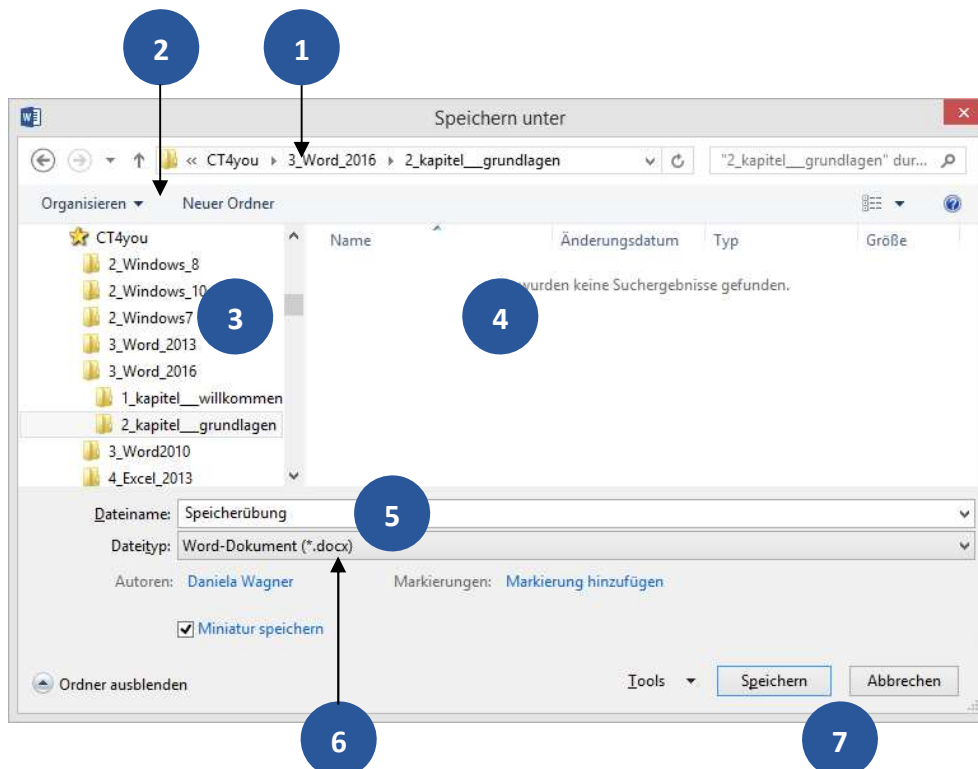 2 1
Speichern unter
« CT4you 3_Word_2016 2_kapitel__grundlagen "2_kapitel__grundlagen" dur...
Organisieren Neuer Ordner
CT4you Name Änderungsdatum Typ Größe
2_Windows_8
2_Windows_10 wurden keine Suchergebnisse gefunden.
2_Windows7 3 4
3_Word_2013
3_Word_2016
1_kapitel__willkommen
2_kapitel__grundlagen
3_Word2010
4_Excel_2013
Dateiname: Speicherübung 5
Dateityp: Word-Dokument (*.docx)
Autoren: Daniela Wagner Markierungen: Markierung hinzufügen
Miniatur speichern
Ordner ausblenden Tools Speichern Abbrechen
6 7